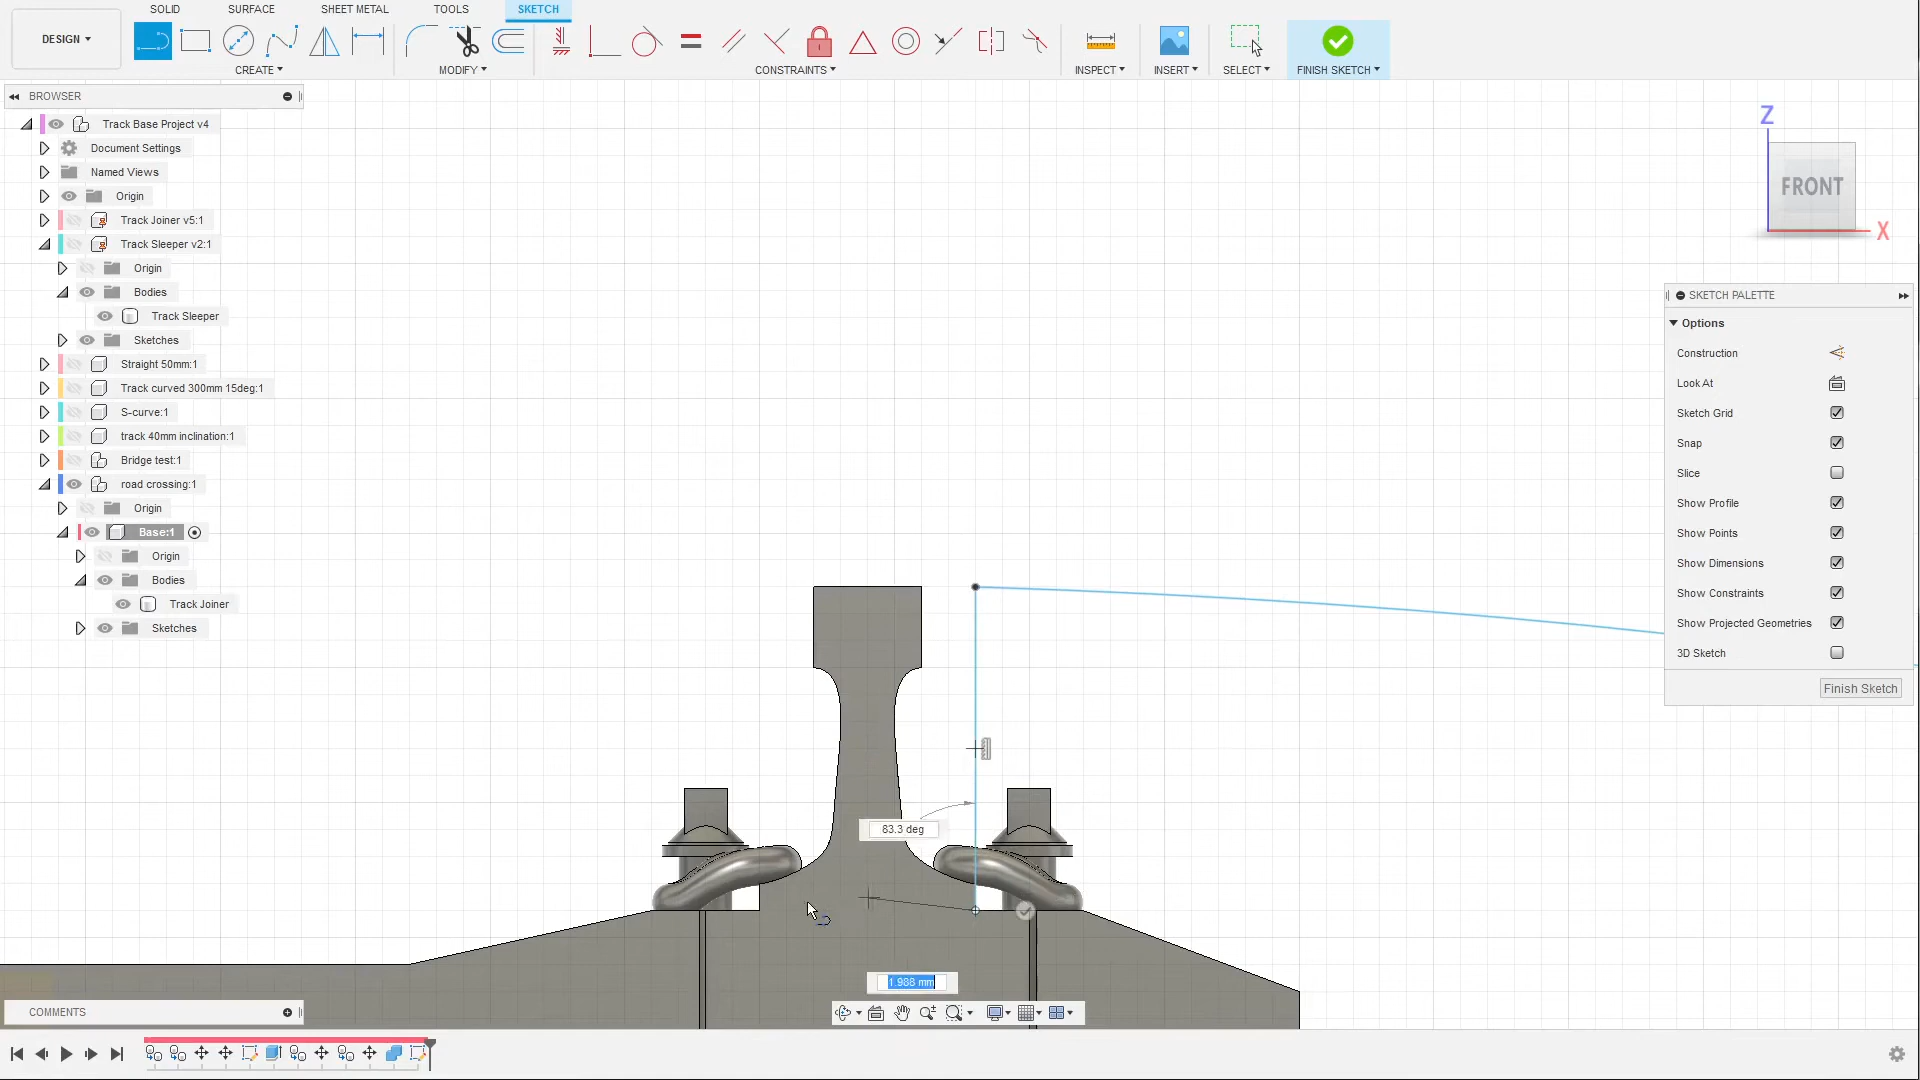 SOLID SURFACE SHEET METAL TOOLS SKETCH
DESIGN
CREATE MODIFY CONSTRAINTS INSPECT INSERT SELECT FINISH SKETCH
BROWSER
Track Base Project v4
Document Settings
Named Views
Origin
Track Joiner v5:1
Track Sleeper v2:1
Origin
Bodies
Track Sleeper
Sketches
Straight 50mm:1
Track curved 300mm 15deg:1
S-curve:1
track 40mm inclination:1
Bridge test:1
road crossing:1
Origin
Base:1
Origin
Bodies
Track Joiner
Sketches
Z
FRONT
X
SKETCH PALETTE
Options
Construction
Look At
Sketch Grid
Snap
Slice
Show Profile
Show Points
Show Dimensions
Show Constraints
Show Projected Geometries
3D Sketch
Finish Sketch
83.3 deg
1.988 mm
COMMENTS